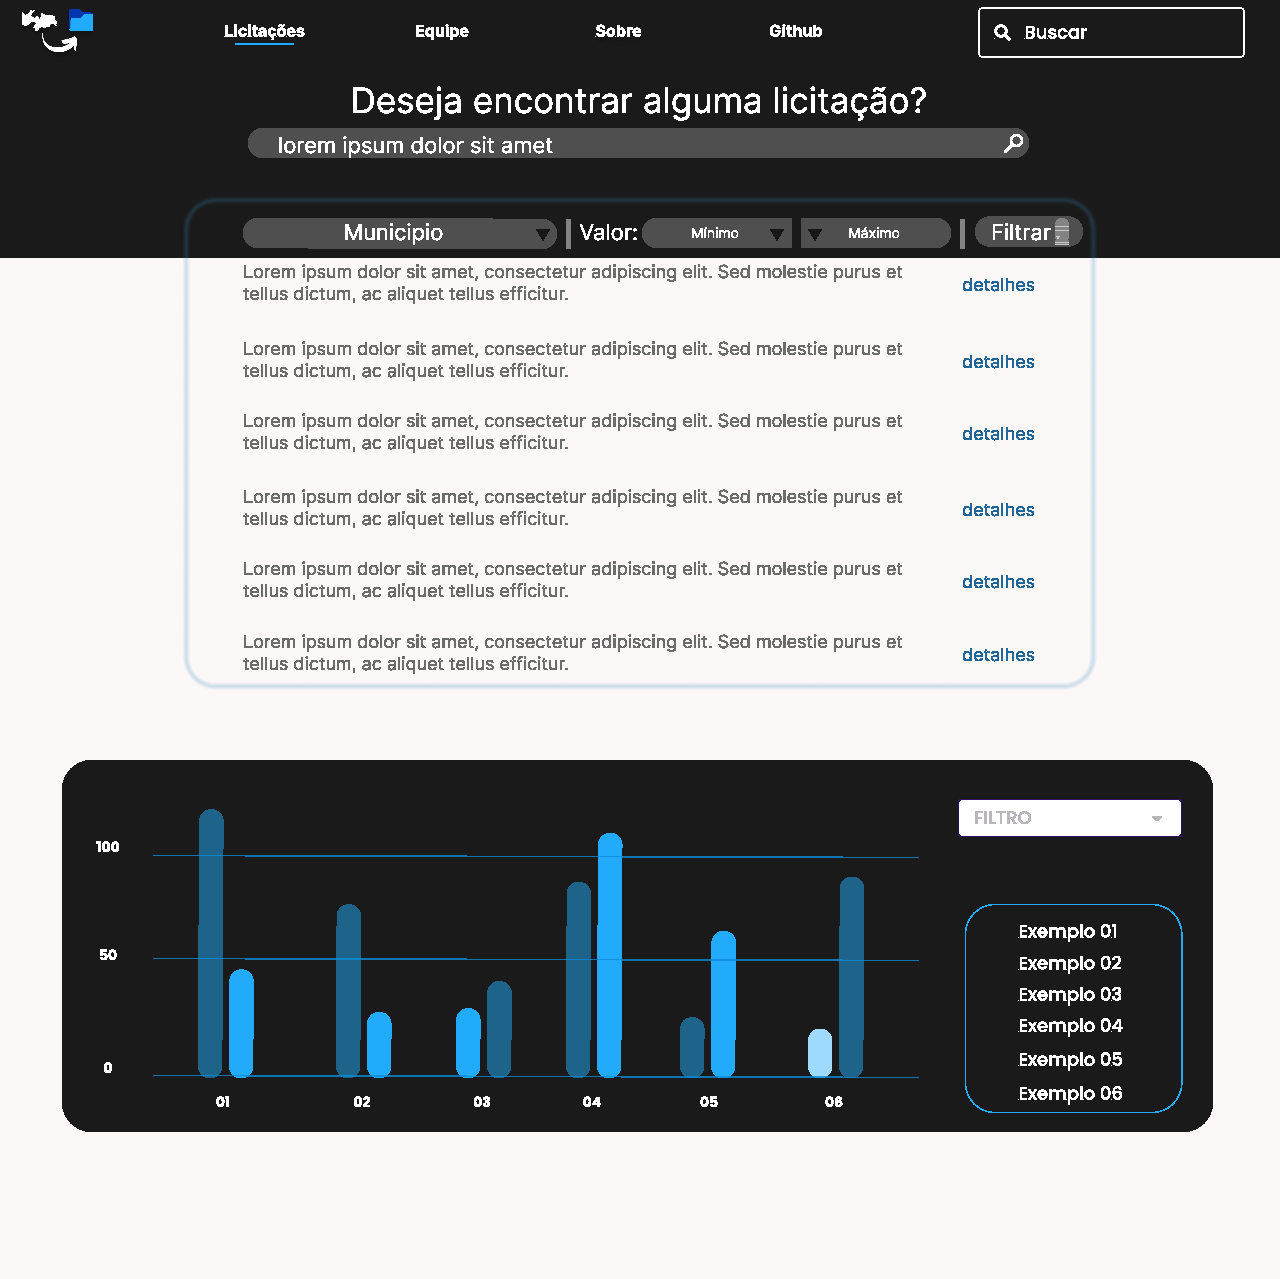 Licitações
Equipe
Sobre
Github
Buscar
Deseja encontrar alguma licitação?
lorem ipsum dolor sit amet
Municipio
Valor:
Mínimo
Máximo
Filtrar
Lorem ipsum dolor sit amet, consectetur adipiscing elit. Sed molestie purus et
tellus dictum, ac aliquet tellus efficitur.
detalhes
Lorem ipsum dolor sit amet, consectetur adipiscing elit. Sed molestie purus et
tellus dictum, ac aliquet tellus efficitur.
detalhes
Lorem ipsum dolor sit amet, consectetur adipiscing elit. Sed molestie purus et
tellus dictum, ac aliquet tellus efficitur.
detalhes
Lorem ipsum dolor sit amet, consectetur adipiscing elit. Sed molestie purus et
tellus dictum, ac aliquet tellus efficitur.
detalhes
Lorem ipsum dolor sit amet, consectetur adipiscing elit. Sed molestie purus et
tellus dictum, ac aliquet tellus efficitur.
detalhes
Lorem ipsum dolor sit amet, consectetur adipiscing elit. Sed molestie purus et
tellus dictum, ac aliquet tellus efficitur.
detalhes
100
50
0
01
02
03
04
05
06
FILTRO
Exemplo 01
Exemplo 02
Exemplo 03
Exemplo 04
Exemplo 05
Exemplo 06